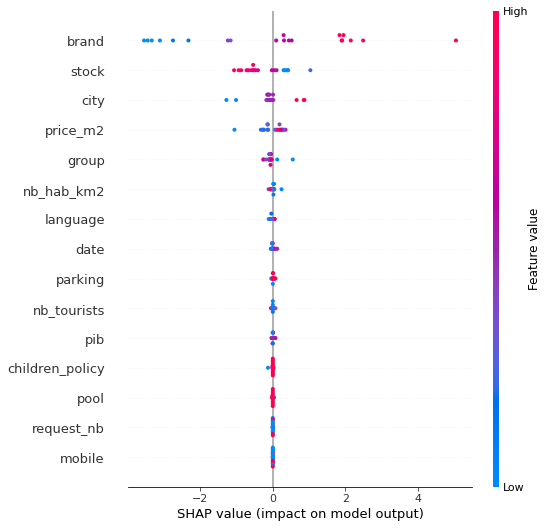 High
brand
stock
city
price_m2
group
nb_hab_km2
language
date
parking
nb_tourists
pib
children_policy
pool
request_nb
mobile
Feature value
Low
−2 0 2 4
SHAP value (impact on model output)